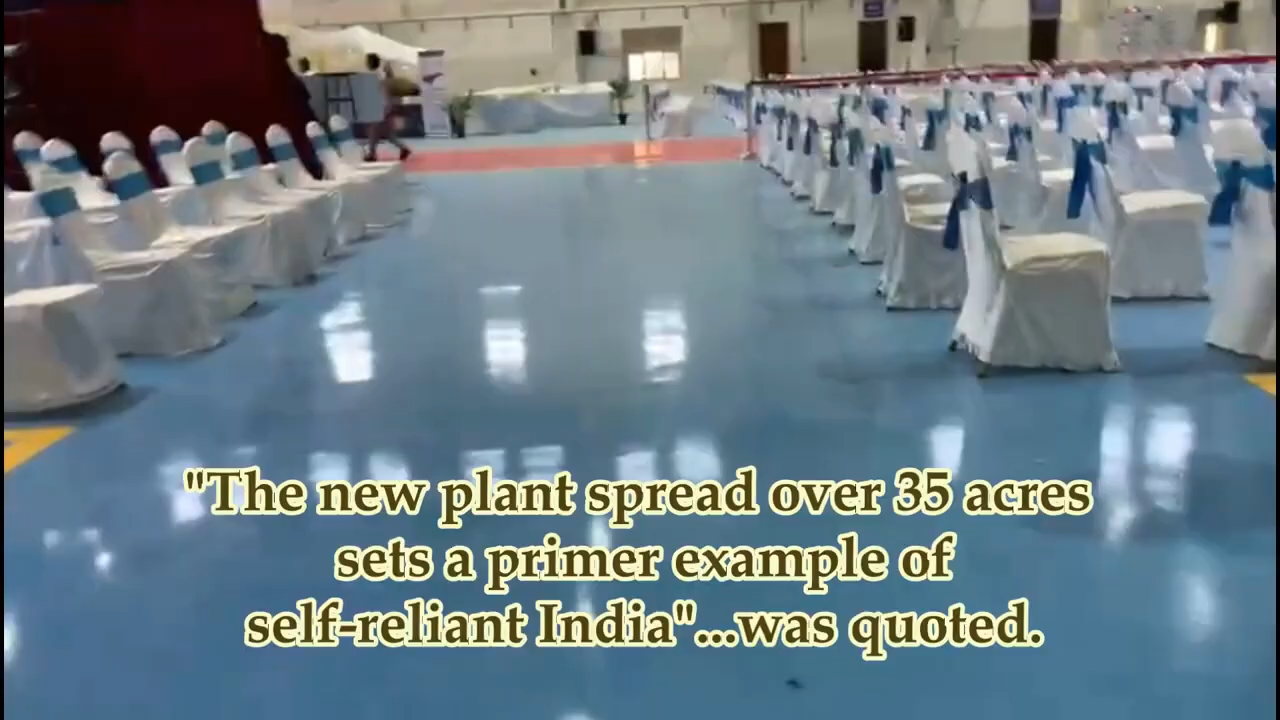 "The new plant spread over 35 acres
sets a primer example of
self-reliant India"...was quoted.